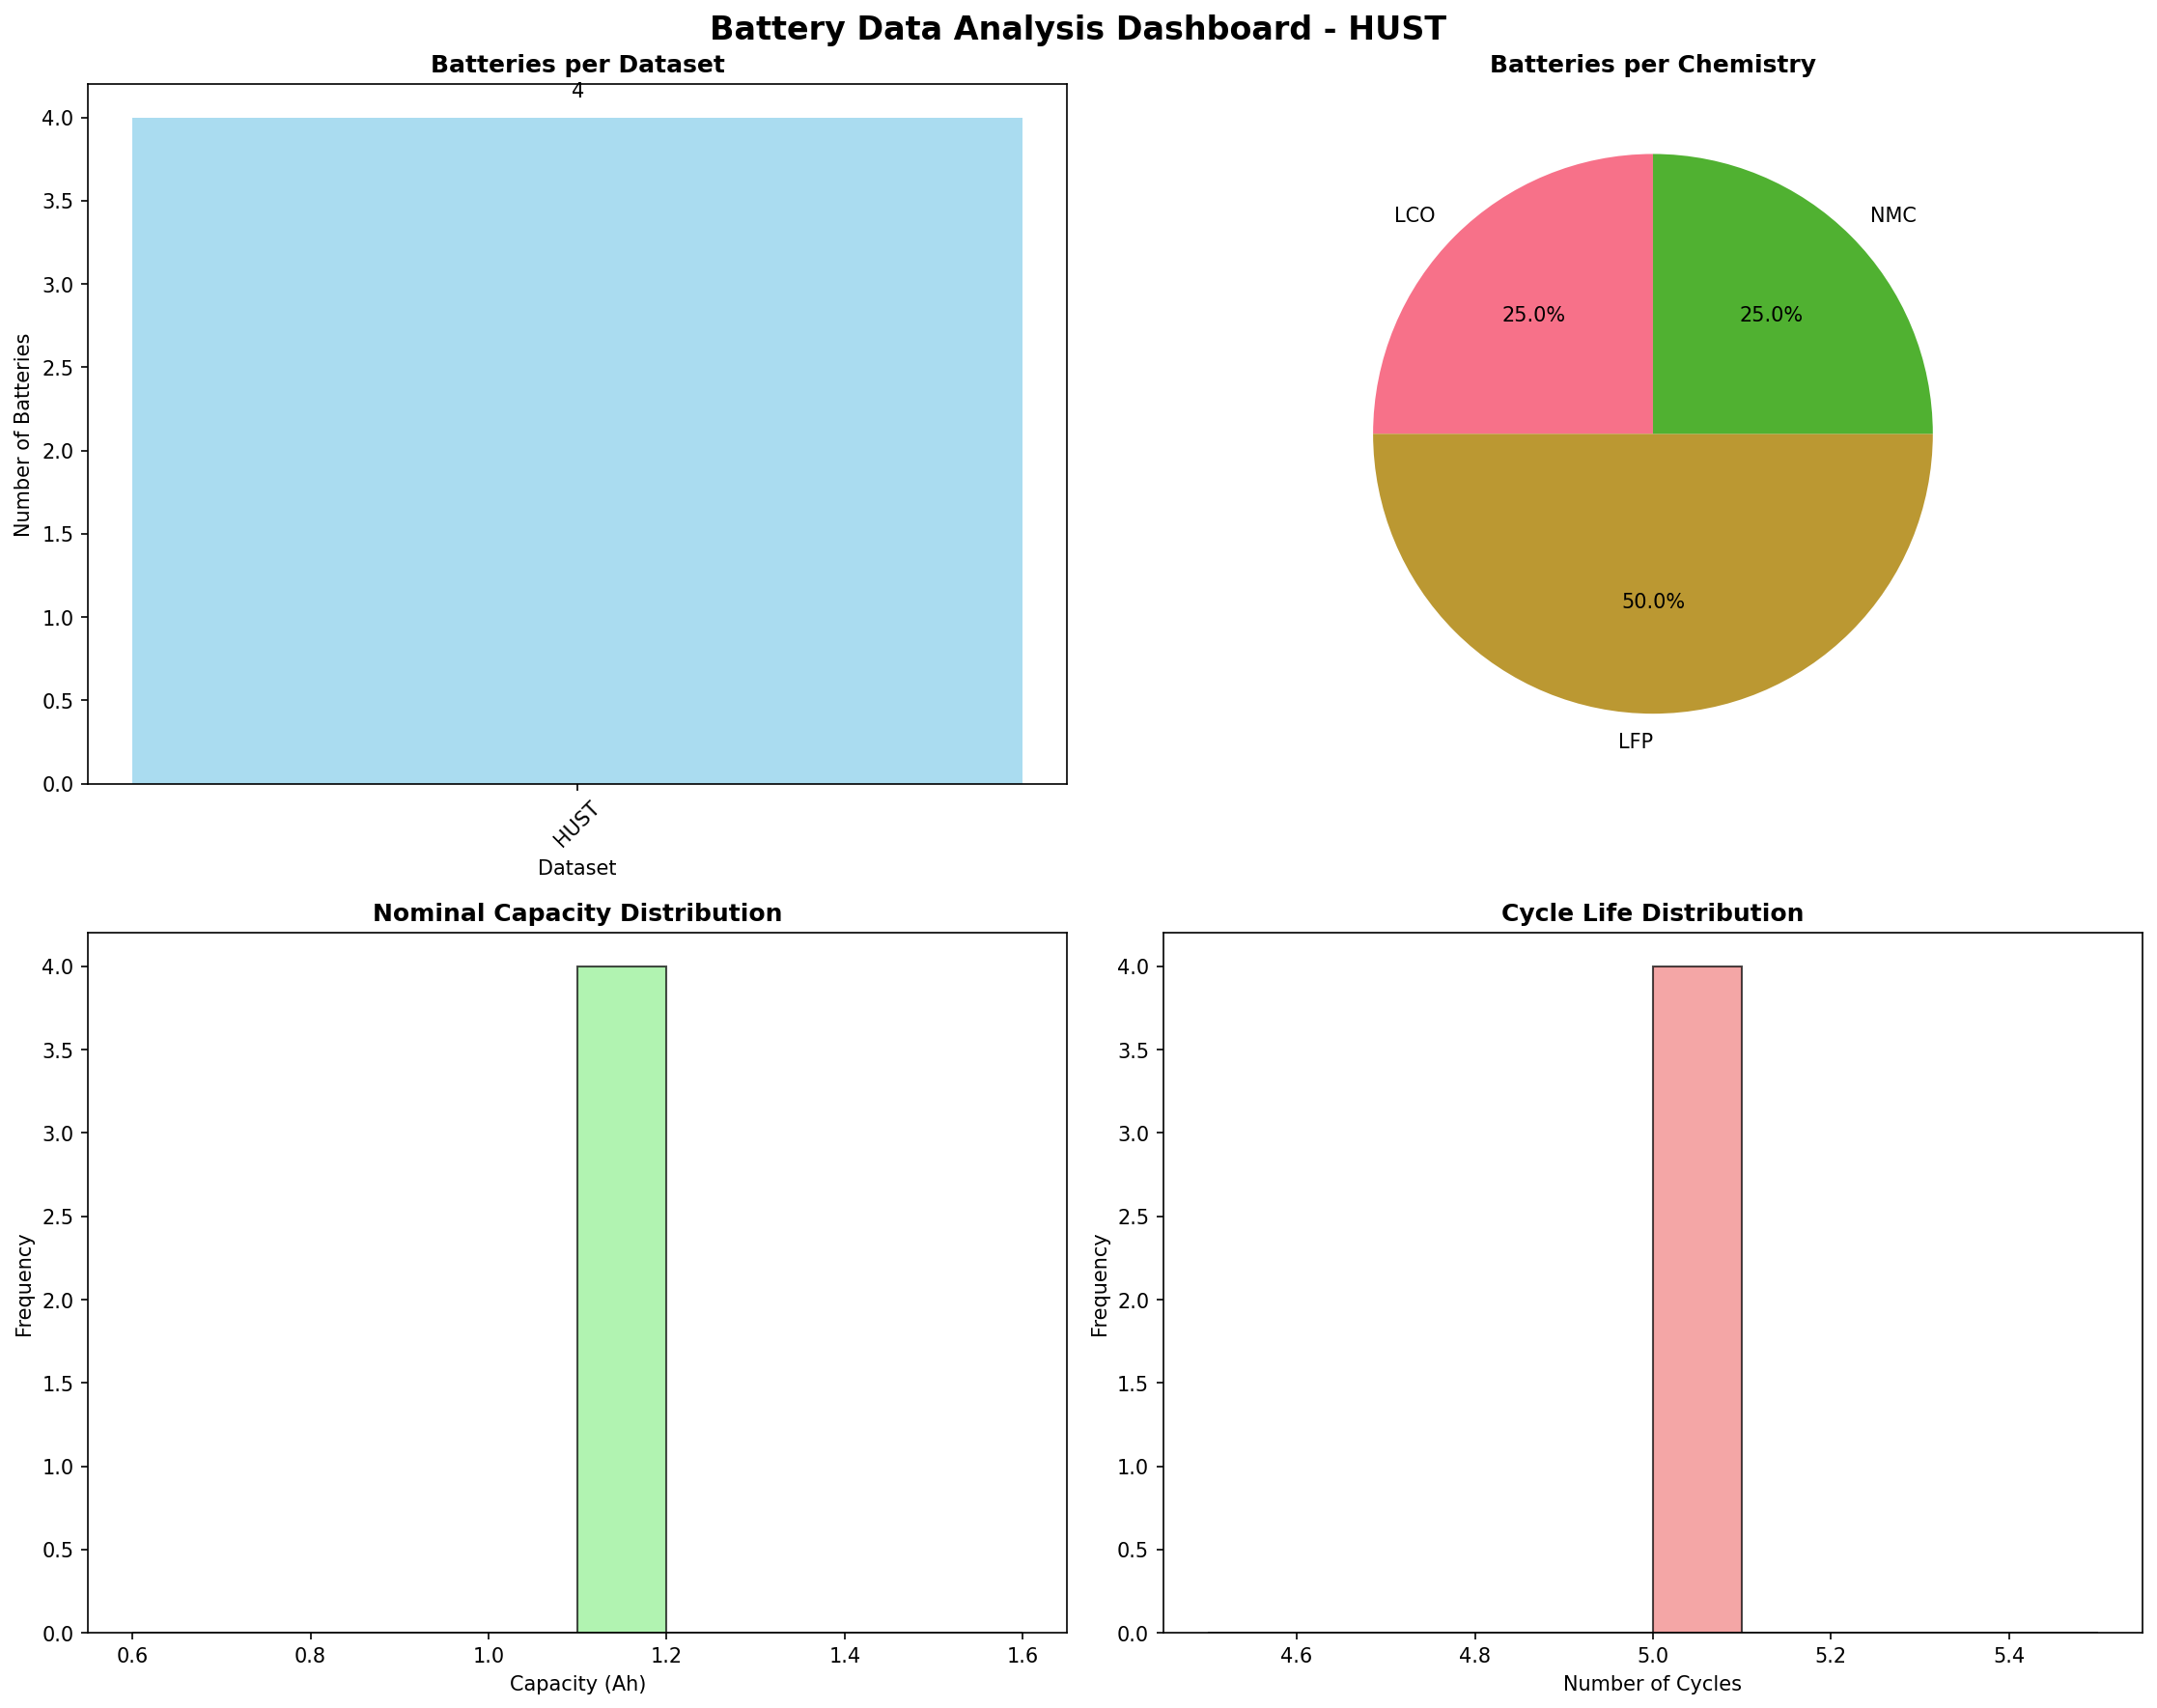 Battery Data Analysis Dashboard - HUST
Batteries per Dataset
4
4.0
3.5
3.0
2.5
2.0
1.5
1.0
0.5
0.0
Number of Batteries
HUST
Dataset
Batteries per Chemistry
LCO
NMC
25.0%
25.0%
50.0%
LFP
Nominal Capacity Distribution
4.0
3.5
3.0
2.5
2.0
1.5
1.0
0.5
0.0
Frequency
0.6 0.8 1.0 1.2 1.4 1.6
Capacity (Ah)
Cycle Life Distribution
4.0
3.5
3.0
2.5
2.0
1.5
1.0
0.5
0.0
Frequency
4.6 4.8 5.0 5.2 5.4
Number of Cycles